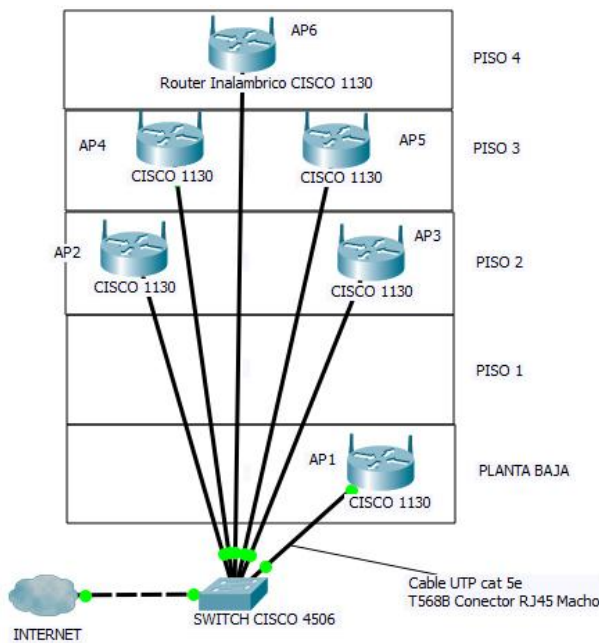 AP6
PISO 4
Router Inalambrico CISCO 1130
AP4
AP5
PISO 3
CISCO 1130
CISCO 1130
AP2
AP3
PISO 2
CISCO 1130
CISCO 1130
PISO 1
AP1
PLANTA BAJA
CISCO 1130
Cable UTP cat 5e
T568B Conector RJ45 Macho
SWITCH CISCO 4506
INTERNET